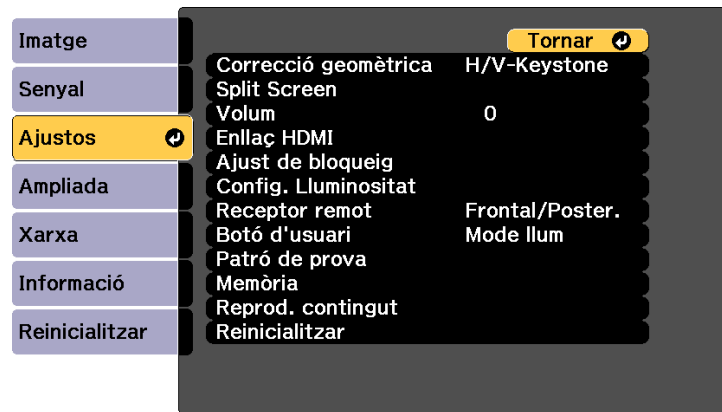 Imatge
Senyal
Ajustos
Ampliada
Xarxa
Informació
Reinicialitzar
Tornar
Correcció geomètrica H/V-Keystone
Split Screen
Volum 0
Enllaç HDMI
Ajust de bloqueig
Config. Lluminositat
Receptor remot Frontal/Poster.
Botó d'usuari Mode llum
Patró de prova
Memòria
Reprod. contingut
Reinicialitzar